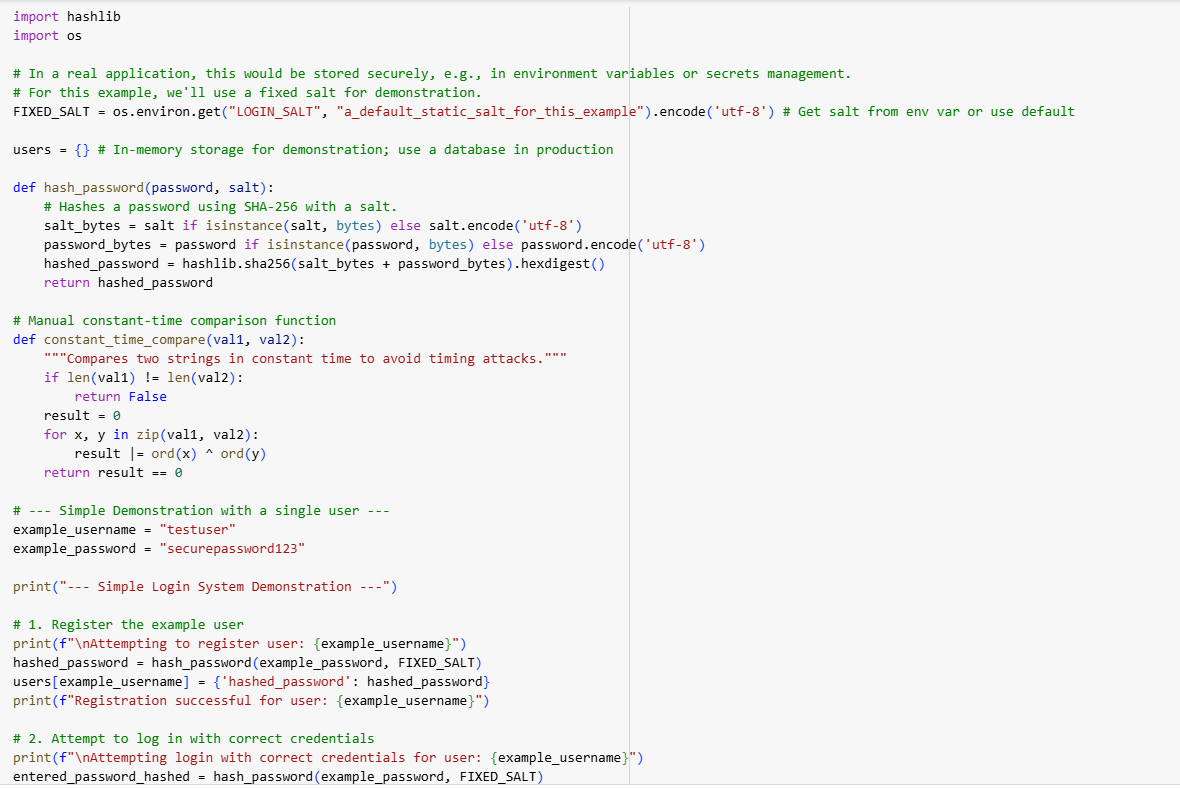 import hashlib
import os
# In a real application, this would be stored securely, e.g., in environment variables or secrets management.
# For this example, we'll use a fixed salt for demonstration.
FIXED_SALT = os.environ.get("LOGIN_SALT", "a_default_static_salt_for_this_example").encode('utf-8') # Get salt from env var or use default
users = {} # In-memory storage for demonstration; use a database in production
def hash_password(password, salt):
    # Hashes a password using SHA-256 with a salt.
    salt_bytes = salt if isinstance(salt, bytes) else salt.encode('utf-8')
    password_bytes = password if isinstance(password, bytes) else password.encode('utf-8')
    hashed_password = hashlib.sha256(salt_bytes + password_bytes).hexdigest()
    return hashed_password
# Manual constant-time comparison function
def constant_time_compare(val1, val2):
    """Compares two strings in constant time to avoid timing attacks."""
    if len(val1) != len(val2):
        return False
    result = 0
    for x, y in zip(val1, val2):
        result |= ord(x) ^ ord(y)
    return result == 0
# --- Simple Demonstration with a single user ---
example_username = "testuser"
example_password = "securepassword123"
print("--- Simple Login System Demonstration ---")
# 1. Register the example user
print(f"\nAttempting to register user: {example_username}")
hashed_password = hash_password(example_password, FIXED_SALT)
users[example_username] = {'hashed_password': hashed_password}
print(f"Registration successful for user: {example_username}")
# 2. Attempt to log in with correct credentials
print(f"\nAttempting login with correct credentials for user: {example_username}")
entered_password_hashed = hash_password(example_password, FIXED_SALT)